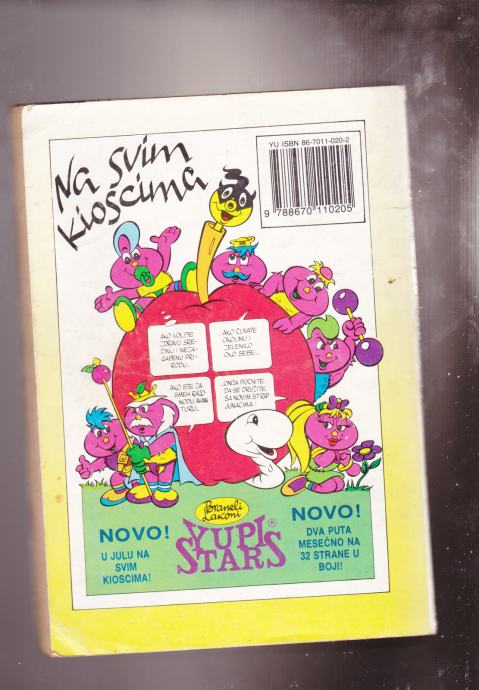 Na svim
kioscima
YU ISBN 86-7011-020-2
9 788670 110205
AKO VOLITE
ZDRAVU SRE-
DINU I NEZA-
GAĐENU PRI-
RODU...
...AKO ČUVATE
OKOLINU I
ZELENILO
OKO SEBE...
AKO STE ZA
SMEH, RAZO-
NODU, AVAN-
TURU...
...ONDA POČNITE
DA SE DRUŽITE
SA NOVIM STRIP
JUNACIMA!
Braneli
Lakoni
YUPI®
STARS
NOVO!
U JULU NA
SVIM
KIOSCIMA!
NOVO!
DVA PUTA
MESEČNO NA
32 STRANE U
BOJI!